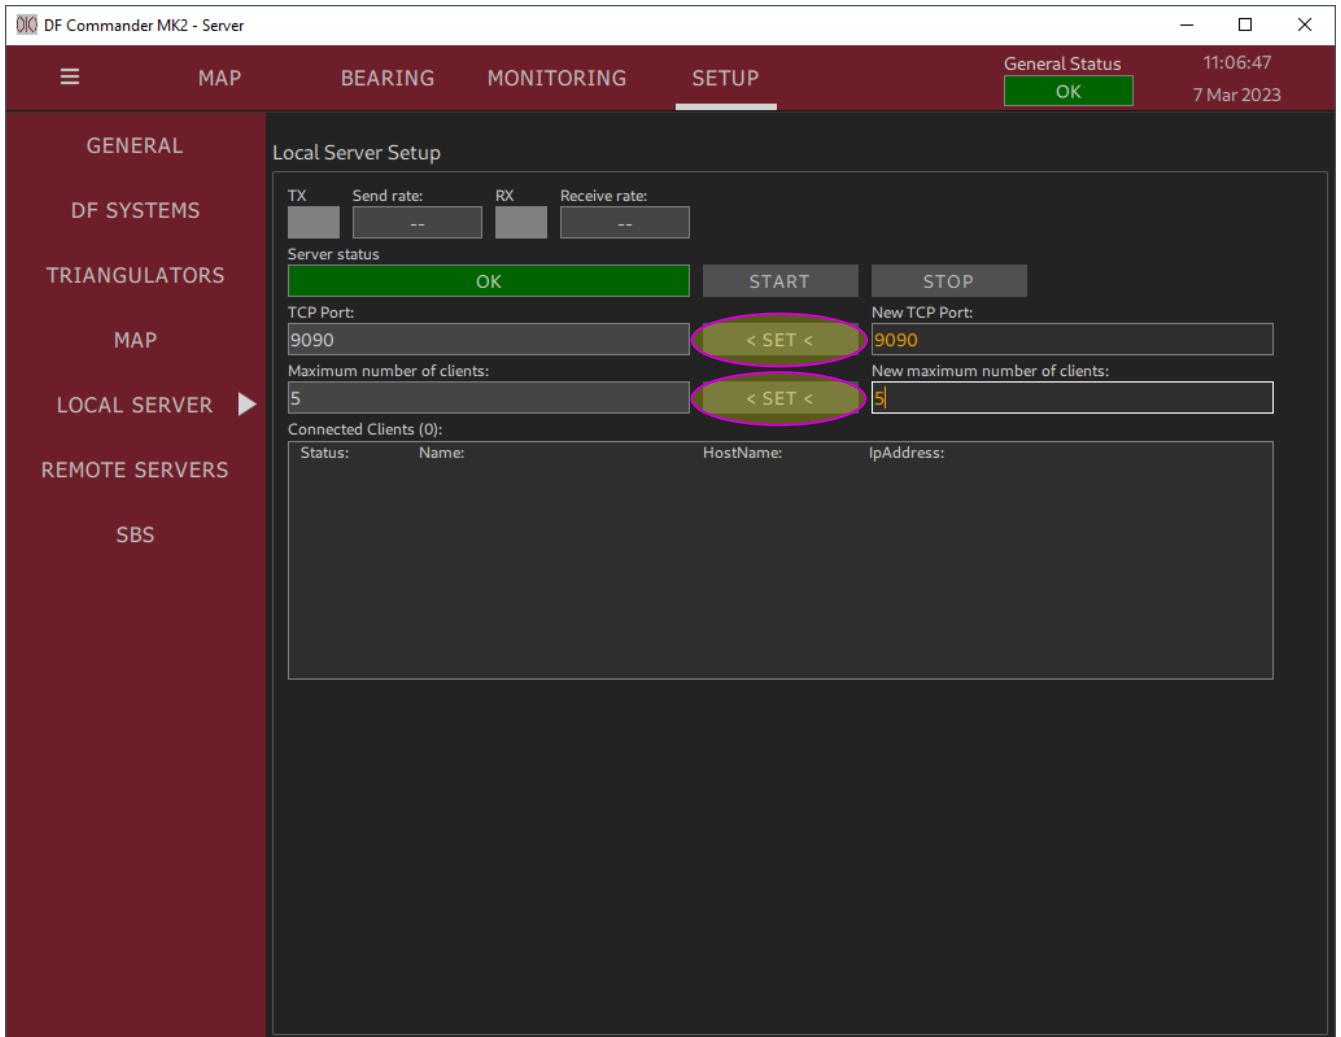 DF Commander MK2 - Server
MAP BEARING MONITORING SETUP
General Status
OK
11:06:47
7 Mar 2023
GENERAL
DF SYSTEMS
TRIANGULATORS
MAP
LOCAL SERVER
REMOTE SERVERS
SBS
Local Server Setup
TX Send rate: RX Receive rate:
-- --
Server status
OK START STOP
TCP Port: New TCP Port:
9090 < SET < 9090
Maximum number of clients: New maximum number of clients:
5 < SET < 5
Connected Clients (0):
Status: Name: HostName: IpAddress: